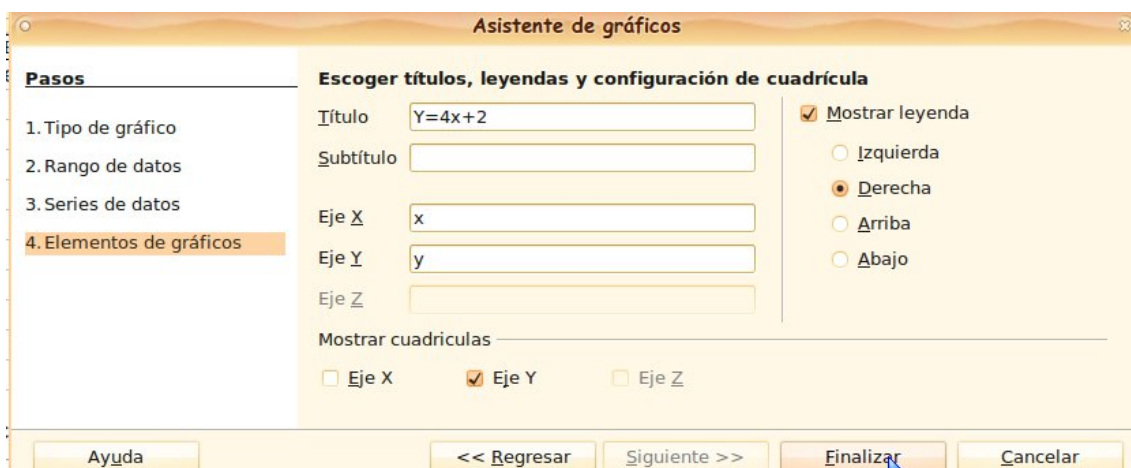 Asistente de gráficos
Pasos
1. Tipo de gráfico
2. Rango de datos
3. Series de datos
4. Elementos de gráficos
Escoger títulos, leyendas y configuración de cuadrícula
Título Y=4x+2
Subtítulo
Eje X x
Eje Y y
Eje Z
Mostrar leyenda
Izquierda
Derecha
Arriba
Abajo
Mostrar cuadriculas
Eje X Eje Y Eje Z
Ayuda << Regresar Siguiente >> Finalizar Cancelar